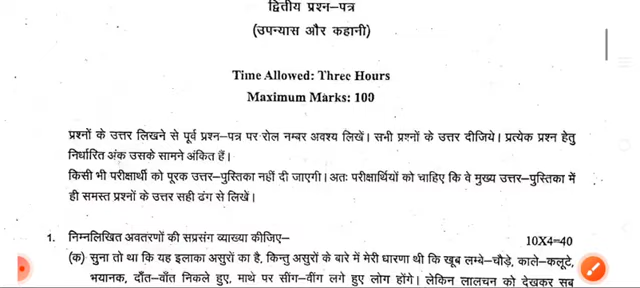 द्वितीय प्रश्न–पत्र
(उपन्यास और कहानी)
Time Allowed: Three Hours
Maximum Marks: 100
प्रश्नों के उत्तर लिखने से पूर्व प्रश्न–पत्र पर रोल नम्बर अवश्य लिखें। सभी प्रश्नों के उत्तर दीजिये। प्रत्येक प्रश्न हेतु
निर्धारित अंक उसके सामने अंकित हैं।
किसी भी परीक्षार्थी को पूरक उत्तर–पुस्तिका नहीं दी जाएगी। अतः परीक्षार्थियों को चाहिए कि वे मुख्य उत्तर–पुस्तिका में
ही समस्त प्रश्नों के उत्तर सही ढंग से लिखें।
1. निम्नलिखित अवतरणों की सप्रसंग व्याख्या कीजिए– 10X4=40
(क) सुना तो था कि यह इलाका असुरों का है, किन्तु असुरों के बारे में मेरी धारणा थी कि खूब लम्बे–चौड़े, काले–कलूटे,
भयानक, दाँत–वाँत निकले हुए, माथे पर सींग–वींग लगे हुए लोग होंगे। लेकिन लालचन को देखकर सब